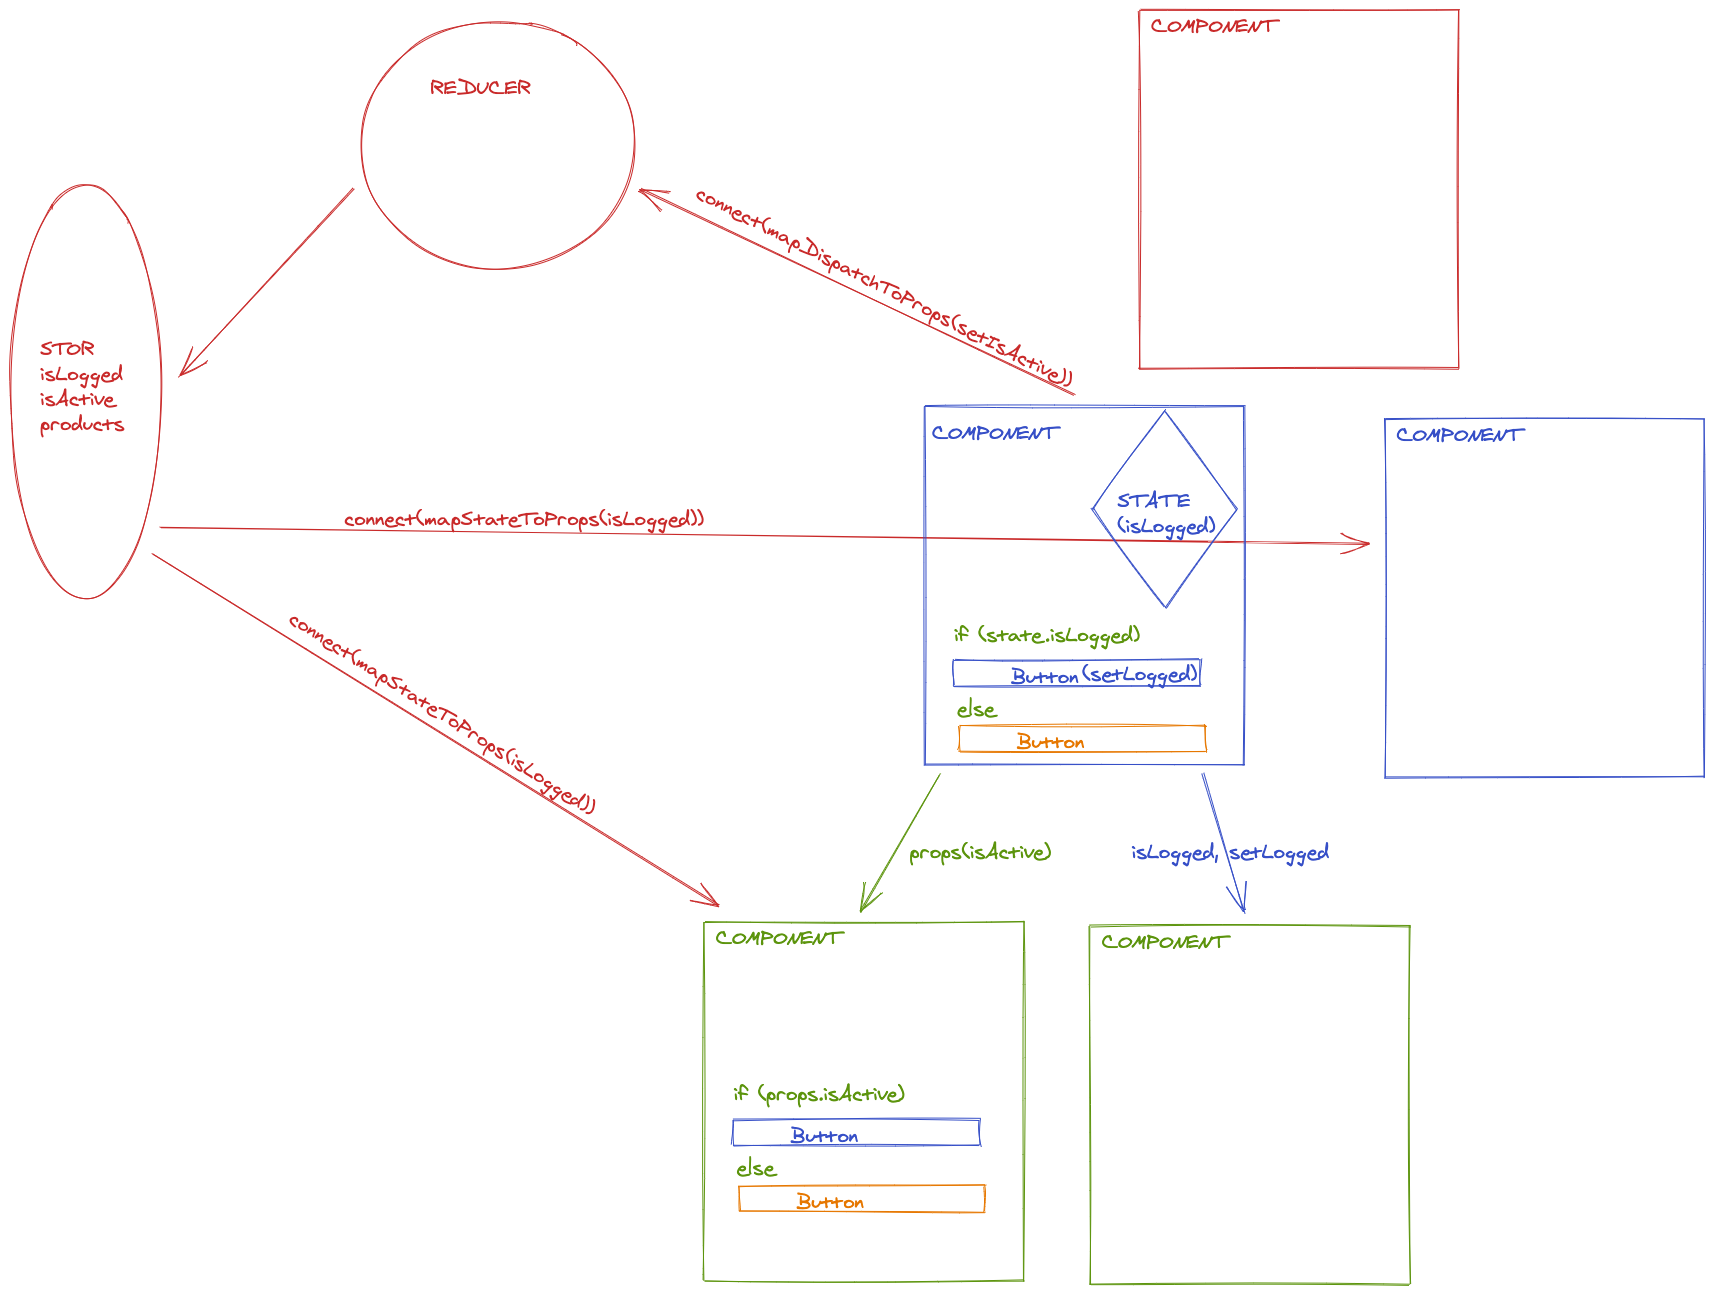 COMPONENT
REDUCER
connect(mapDispatchToProps(setIsActive))
STOR
isLogged
isActive
products
COMPONENT
STATE
(isLogged)
COMPONENT
connect(mapStateToProps(isLogged))
if (state.isLogged)
Button (setLogged)
else
Button
connect(mapStateToProps(isLogged))
props(isActive)
isLogged, setLogged
COMPONENT
if (props.isActive)
Button
else
Button
COMPONENT